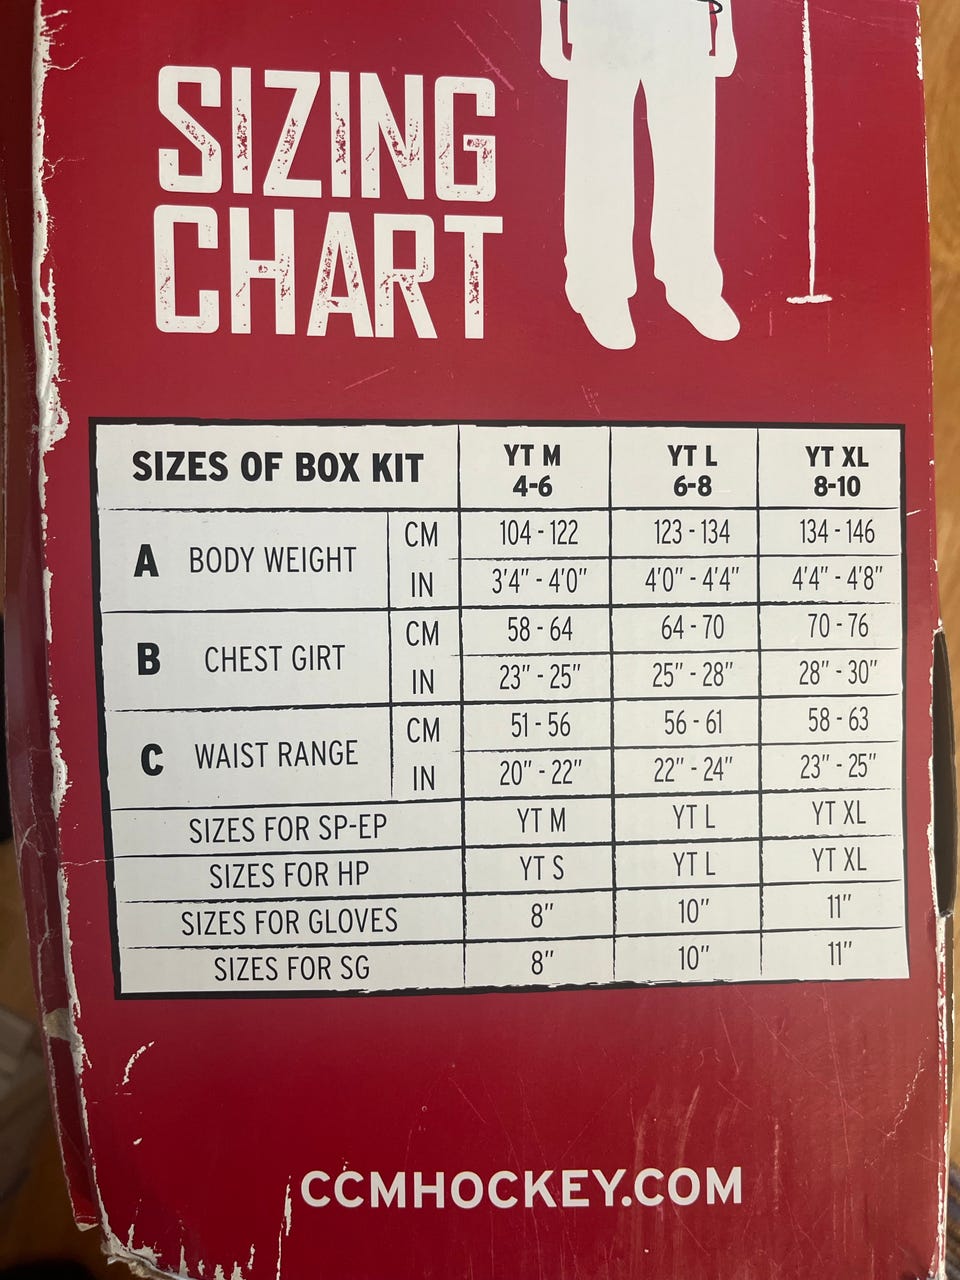 SIZING
CHART
SIZES OF BOX KIT YT M 4-6 YT L 6-8 YT XL 8-10
A BODY WEIGHT CM 104 - 122 123 - 134 134 - 146
IN 3'4" - 4'0" 4'0" - 4'4" 4'4" - 4'8"
B CHEST GIRT CM 58 - 64 64 - 70 70 - 76
IN 23" - 25" 25" - 28" 28" - 30"
C WAIST RANGE CM 51 - 56 56 - 61 58 - 63
IN 20" - 22" 22" - 24" 23" - 25"
SIZES FOR SP-EP YT M YT L YT XL
SIZES FOR HP YT S YT L YT XL
SIZES FOR GLOVES 8" 10" 11"
SIZES FOR SG 8" 10" 11"
CCMHOCKEY.COM